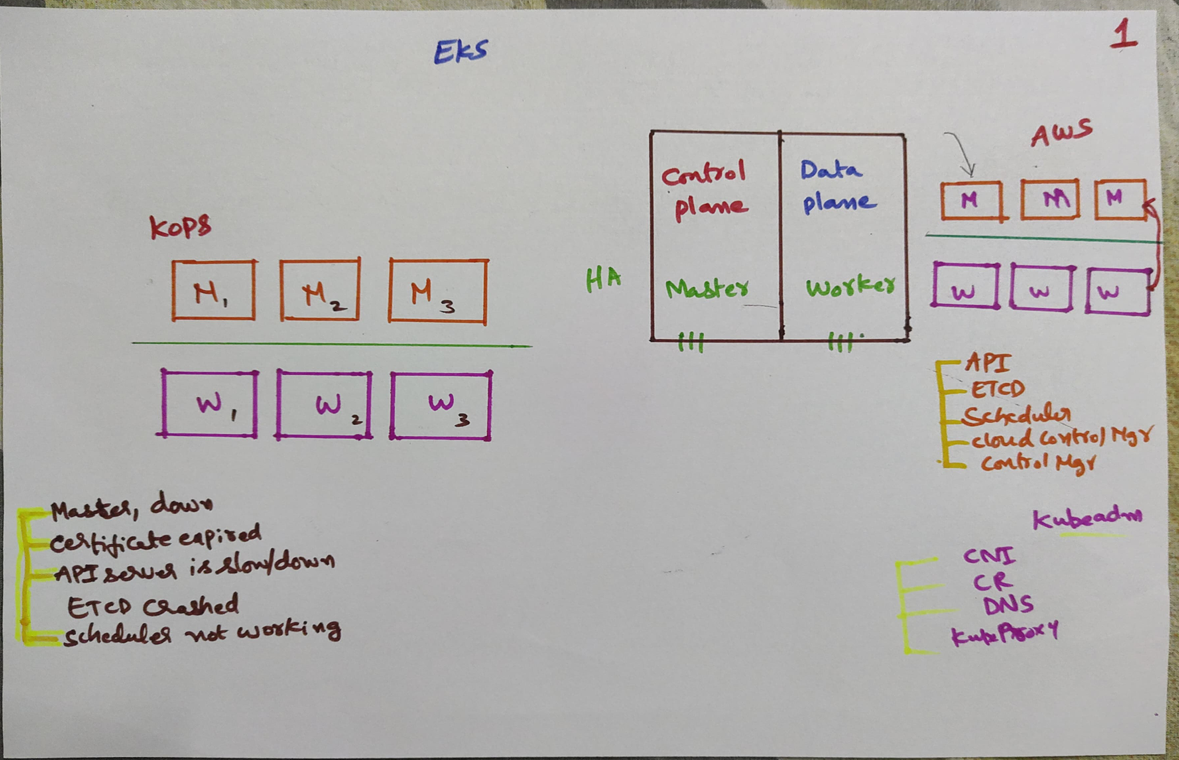 EKS
1
KOPS
M1 M2 M3
W1 W2 W3
Master, down
Certificate expired
API server is slow/down
ETCD Crashed
Scheduler not working
HA
Control plane
Data plane
Master
Worker
AWS
M M M
W W W
API
ETCD
Scheduler
cloud control Mgr
Control Mgr
Kubeadm
CNI
CR
DNS
KubeProxy